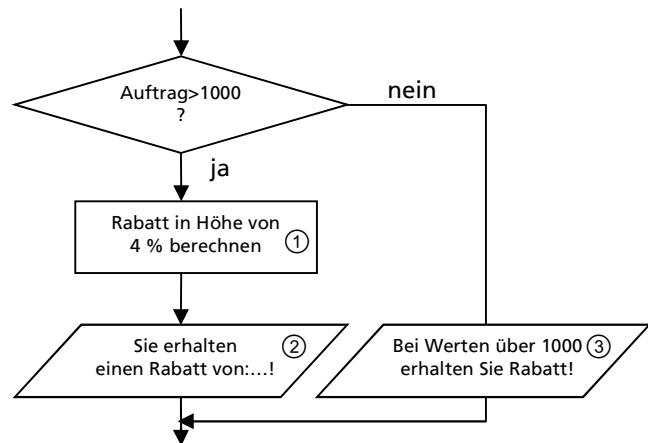 Auftrag>1000
?
nein
ja
Rabatt in Höhe von
4 % berechnen ①
Sie erhalten ②
einen Rabatt von:...!
Bei Werten über 1000 ③
erhalten Sie Rabatt!